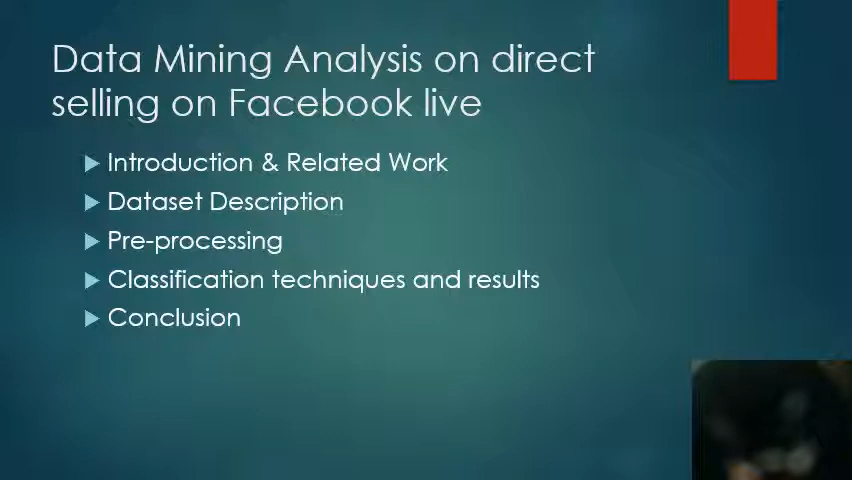 Data Mining Analysis on direct
selling on Facebook live
Introduction & Related Work
Dataset Description
Pre-processing
Classification techniques and results
Conclusion